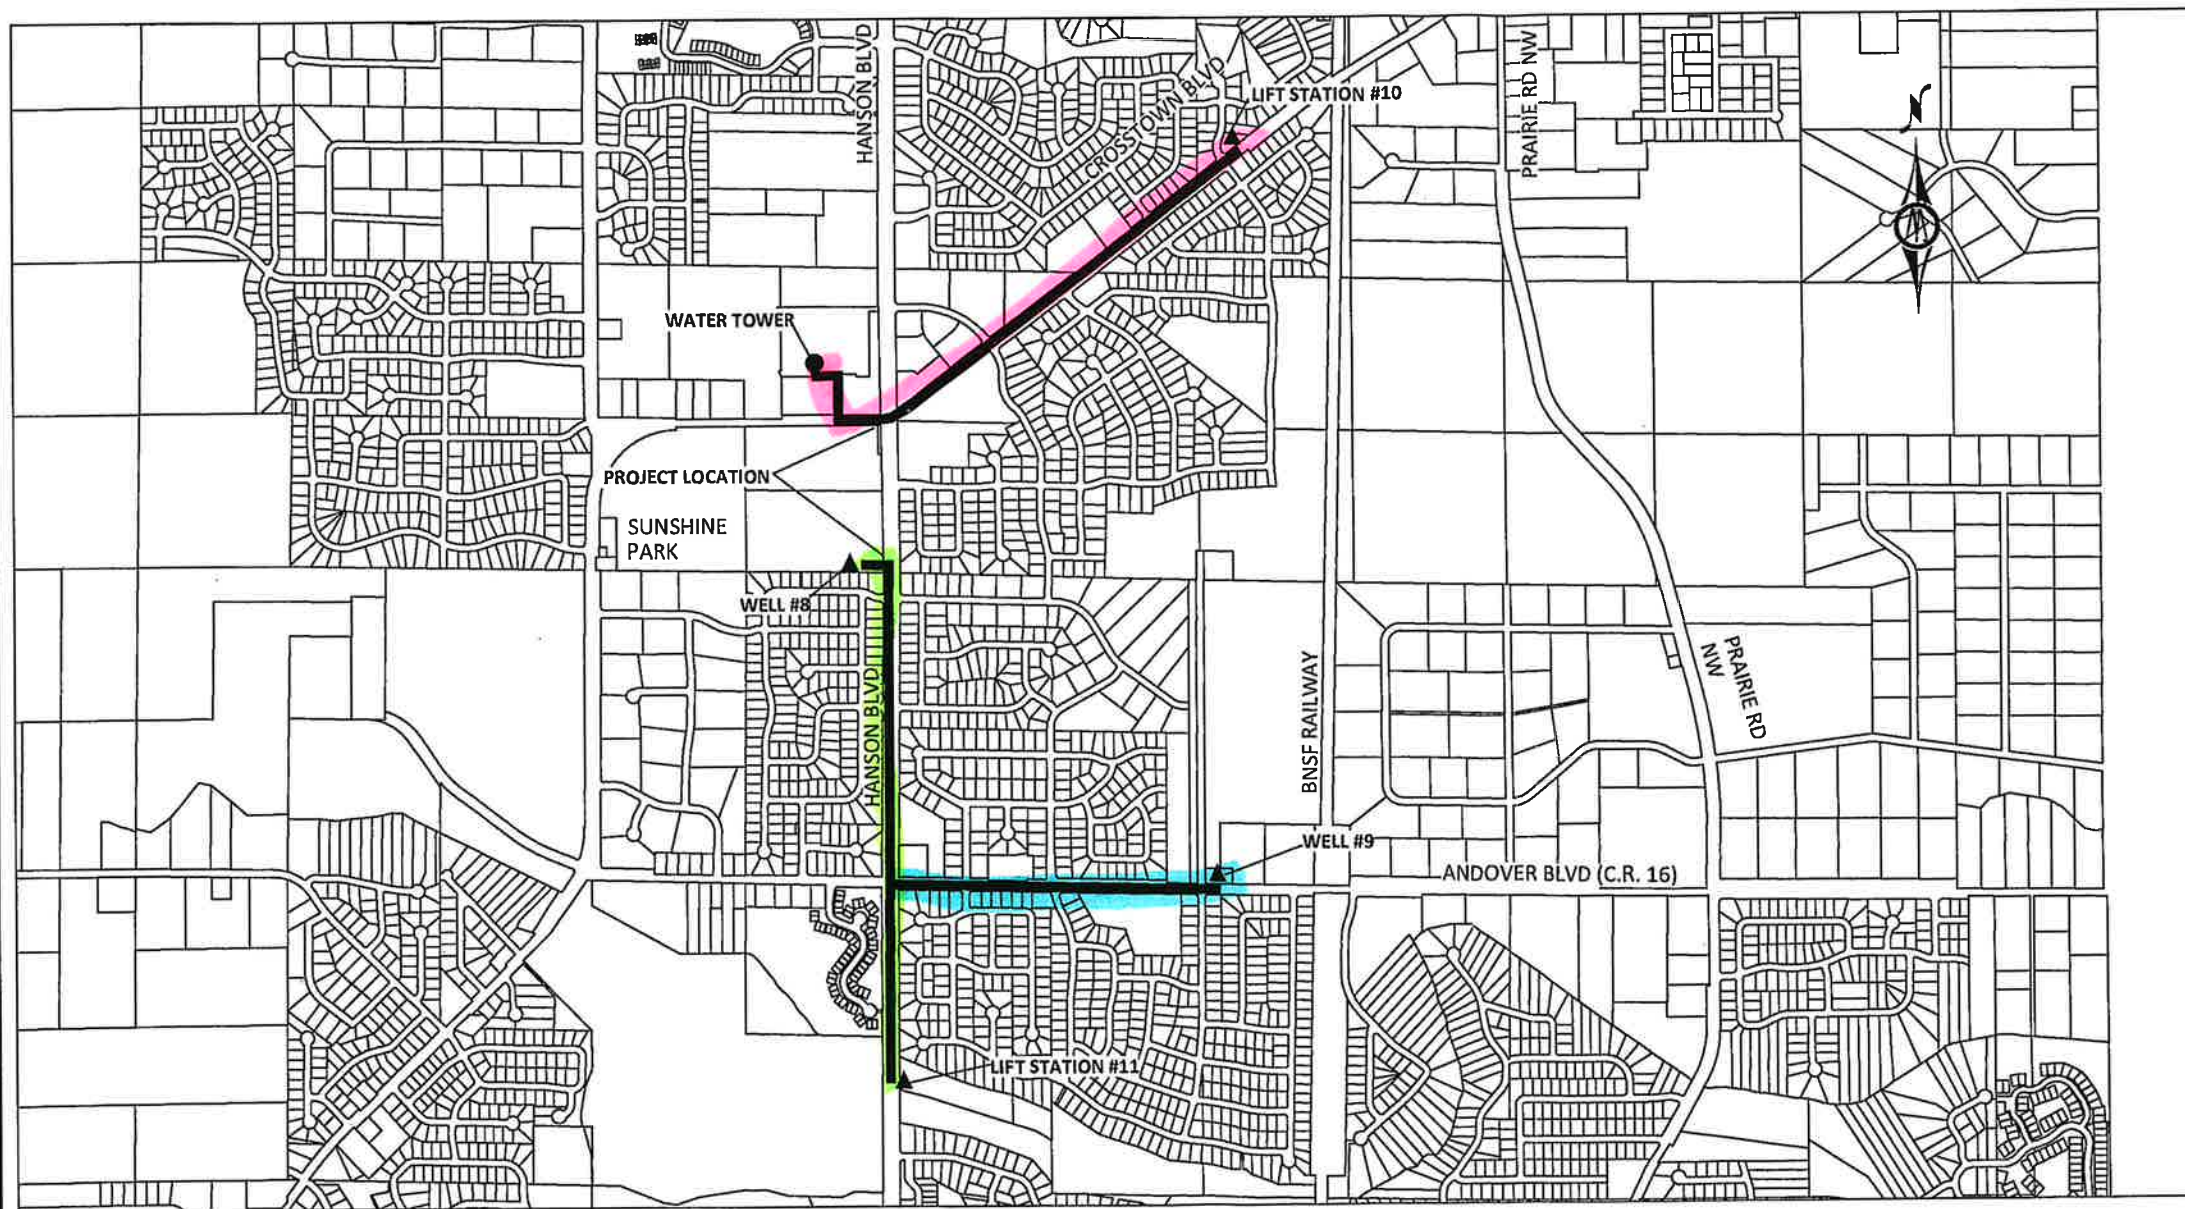 HANSON BLVD
PRAIRIE RD NW
N
CROSSTOWN BLVD
LIFT STATION #10
WATER TOWER
PROJECT LOCATION
SUNSHINE
PARK
WELL #8
HANSON BLVD
BNSF RAILWAY
PRAIRIE RD
NW
WELL #9
ANDOVER BLVD (C.R. 16)
LIFT STATION #11